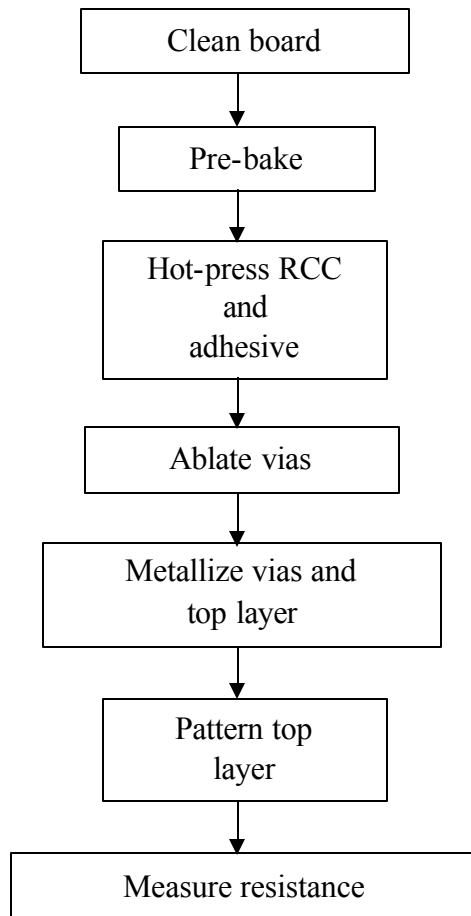 Clean board
Pre-bake
Hot-press RCC
and
adhesive
Ablate vias
Metallize vias and
top layer
Pattern top
layer
Measure resistance